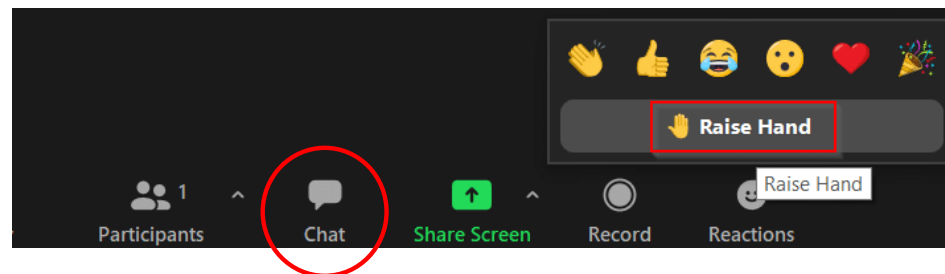 🤚 Raise Hand
Raise Hand
1
Participants
Chat
Share Screen
Record
Reactions